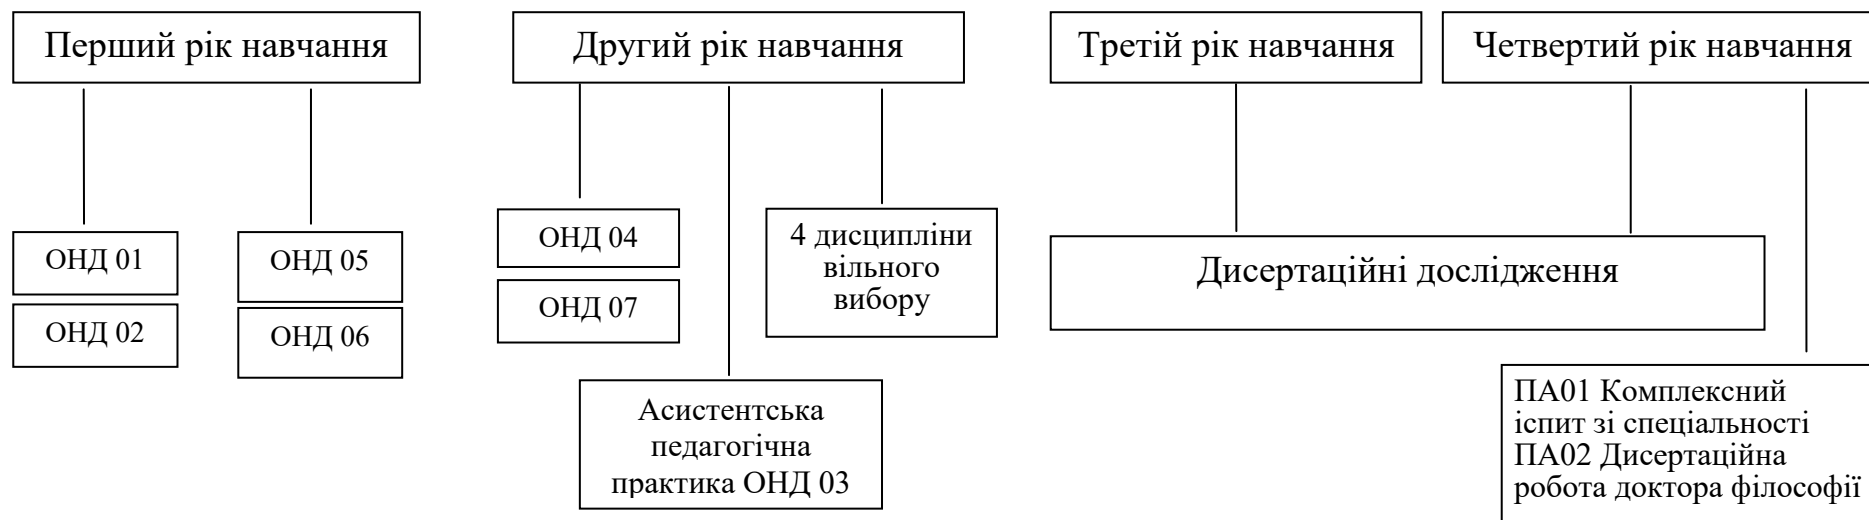 Перший рік навчання
Другий рік навчання
Третій рік навчання
Четвертий рік навчання
ОНД 01
ОНД 02
ОНД 05
ОНД 06
ОНД 04
ОНД 07
4 дисципліни
вільного
вибору
Асистентська
педагогічна
практика ОНД 03
Дисертаційні дослідження
ПА01 Комплексний
іспит зі спеціальності
ПА02 Дисертаційна
робота доктора філософії